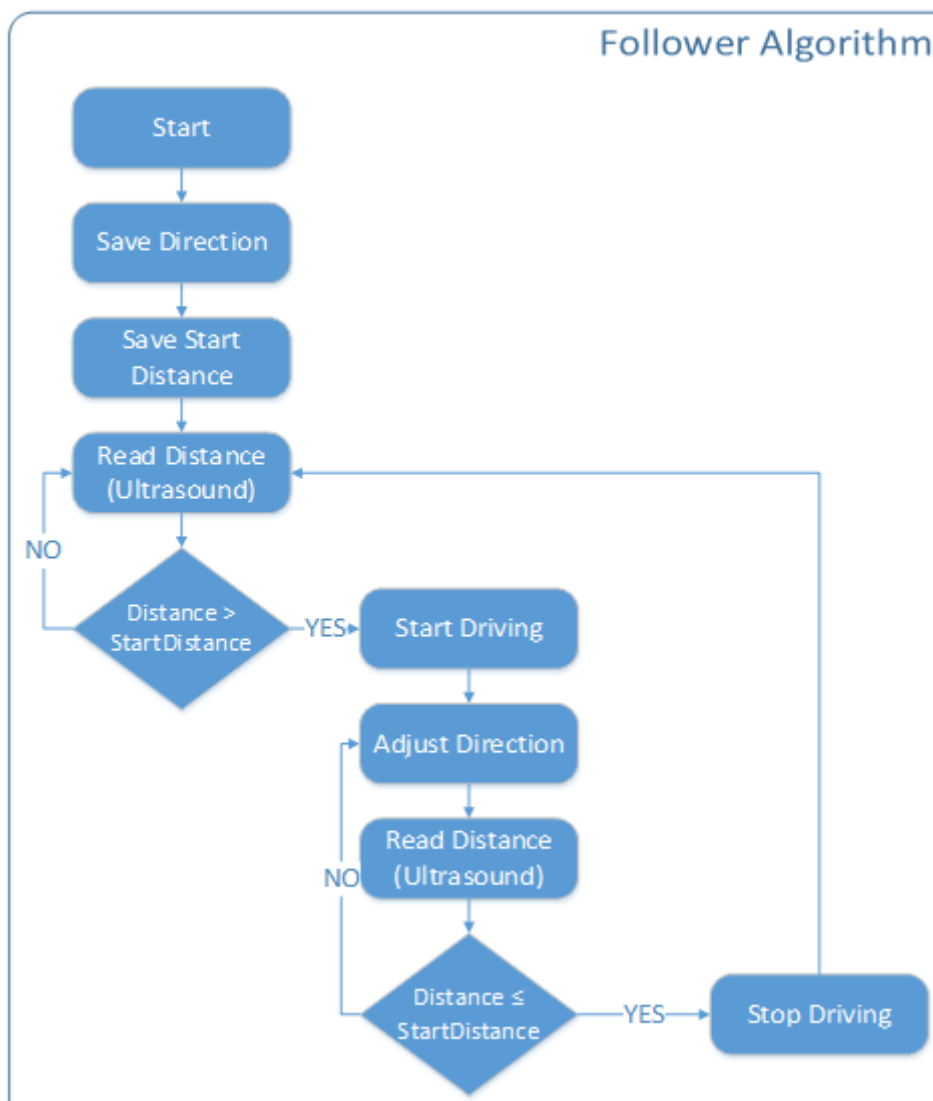 Follower Algorithm
Start
Save Direction
Save Start
Distance
Read Distance
(Ultrasound)
NO
Distance >
StartDistance
YES
Start Driving
Adjust Direction
Read Distance
(Ultrasound)
NO
Distance ≤
StartDistance
YES
Stop Driving